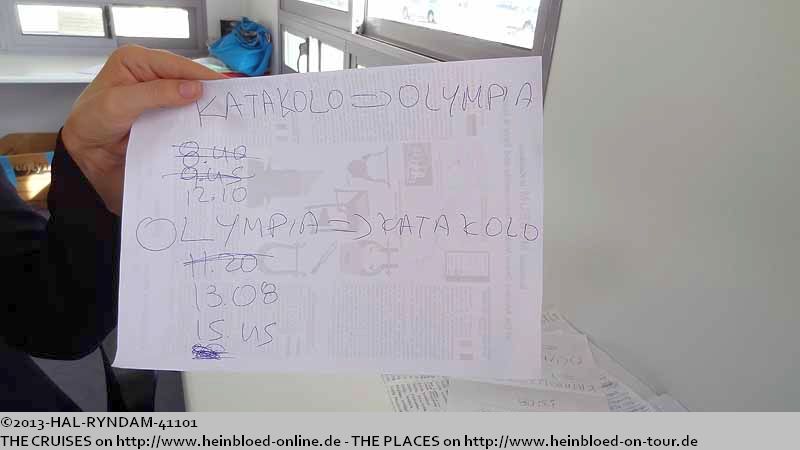 KATAKOLO ⇒ OLYMPIA
8.40
9.45
12.10
OLYMPIA ⇒ KATAKOLO
11.20
13.08
15.45
©2013-HAL-RYNDAM-41101
THE CRUISES on http://www.heinbloed-online.de - THE PLACES on http://www.heinbloed-on-tour.de